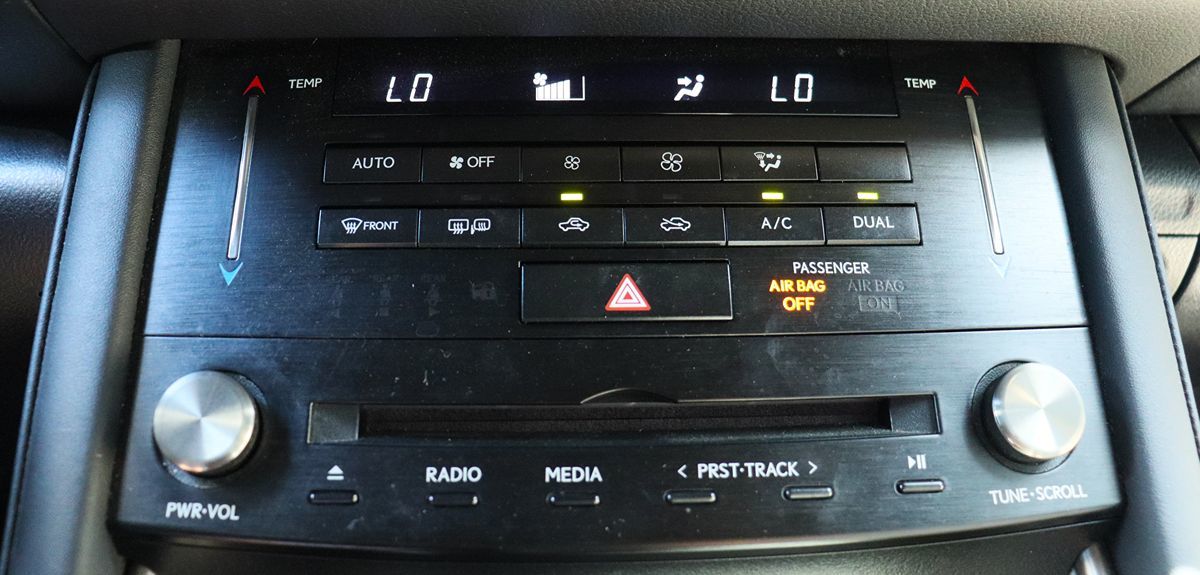 TEMP LO LO TEMP
AUTO OFF
FRONT A/C DUAL
PASSENGER
AIR BAG AIR BAG
OFF ON
RADIO MEDIA < PRST·TRACK >
PWR·VOL TUNE·SCROLL